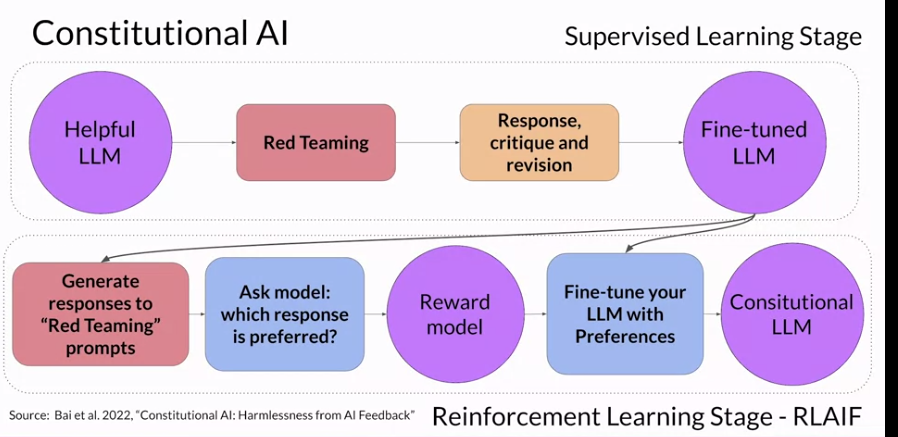 Constitutional AI
Supervised Learning Stage
Helpful
LLM
Red Teaming
Response,
critique and
revision
Fine-tuned
LLM
Generate
responses to
“Red Teaming”
prompts
Ask model:
which response
is preferred?
Reward
model
Fine-tune your
LLM with
Preferences
Consitutional
LLM
Source: Bai et al. 2022, “Constitutional AI: Harmlessness from AI Feedback”
Reinforcement Learning Stage - RLAIF